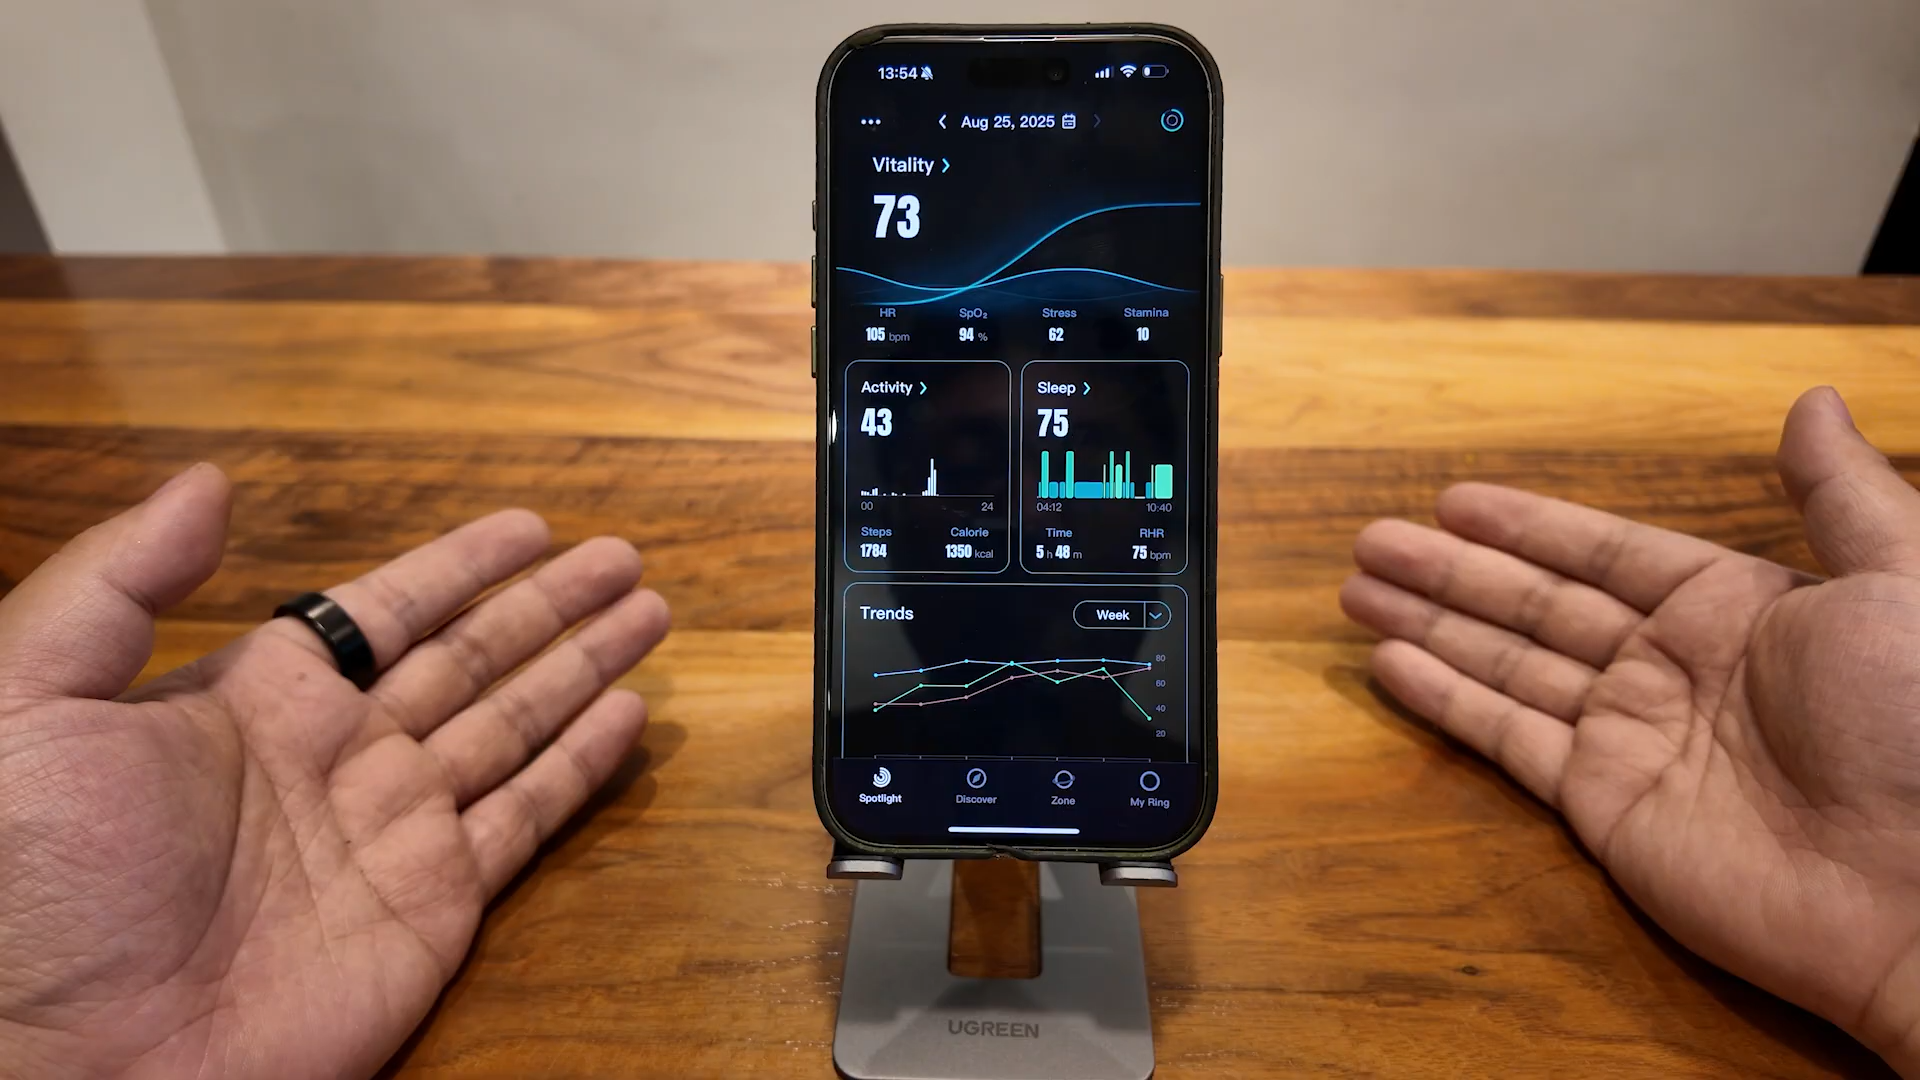 13:54
Aug 25, 2025
Vitality
73
HR SpO₂ Stress Stamina
105 bpm 94 % 62 10
Activity
43
00 24
Steps Calorie
1784 1350 kcal
Sleep
75
04:12 10:40
Time RHR
5 h 48 m 75 bpm
Trends
Week
80
60
40
20
Spotlight Discover Zone My Ring
UGREEN